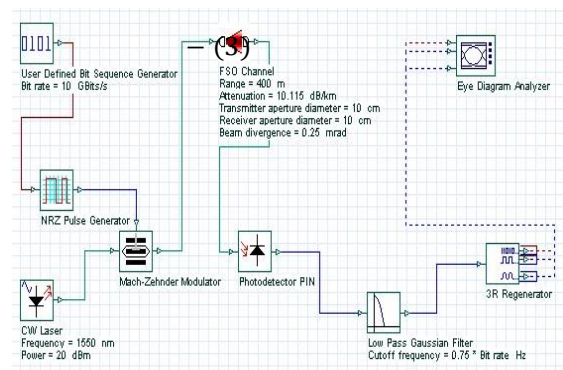 0101
– (3)
User Defined Bit Sequence Generator
Bit rate = 10 GBits/s
FSO Channel
Range = 400 m
Attenuation = 10.115 dB/km
Transmitter aperture diameter = 10 cm
Receiver aperture diameter = 10 cm
Beam divergence = 0.25 mrad
Eye Diagram Analyzer
NRZ Pulse Generator
Mach-Zehnder Modulator
Photodetector PIN
3R Regenerator
CW Laser
Frequency = 1550 nm
Power = 20 dBm
Low Pass Gaussian Filter
Cutoff frequency = 0.75 * Bit rate Hz